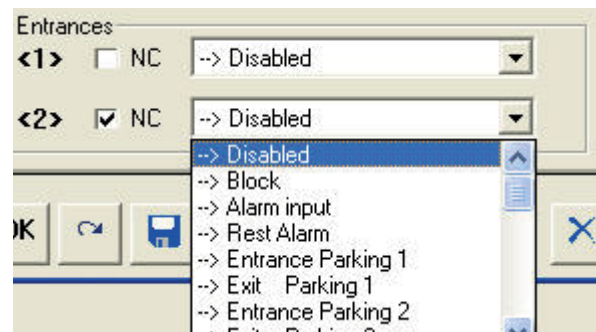 Entrances
<1> NC --> Disabled
<2> NC --> Disabled
--> Disabled
--> Block
--> Alarm input
--> Rest Alarm
--> Entrance Parking 1
--> Exit Parking 1
--> Entrance Parking 2